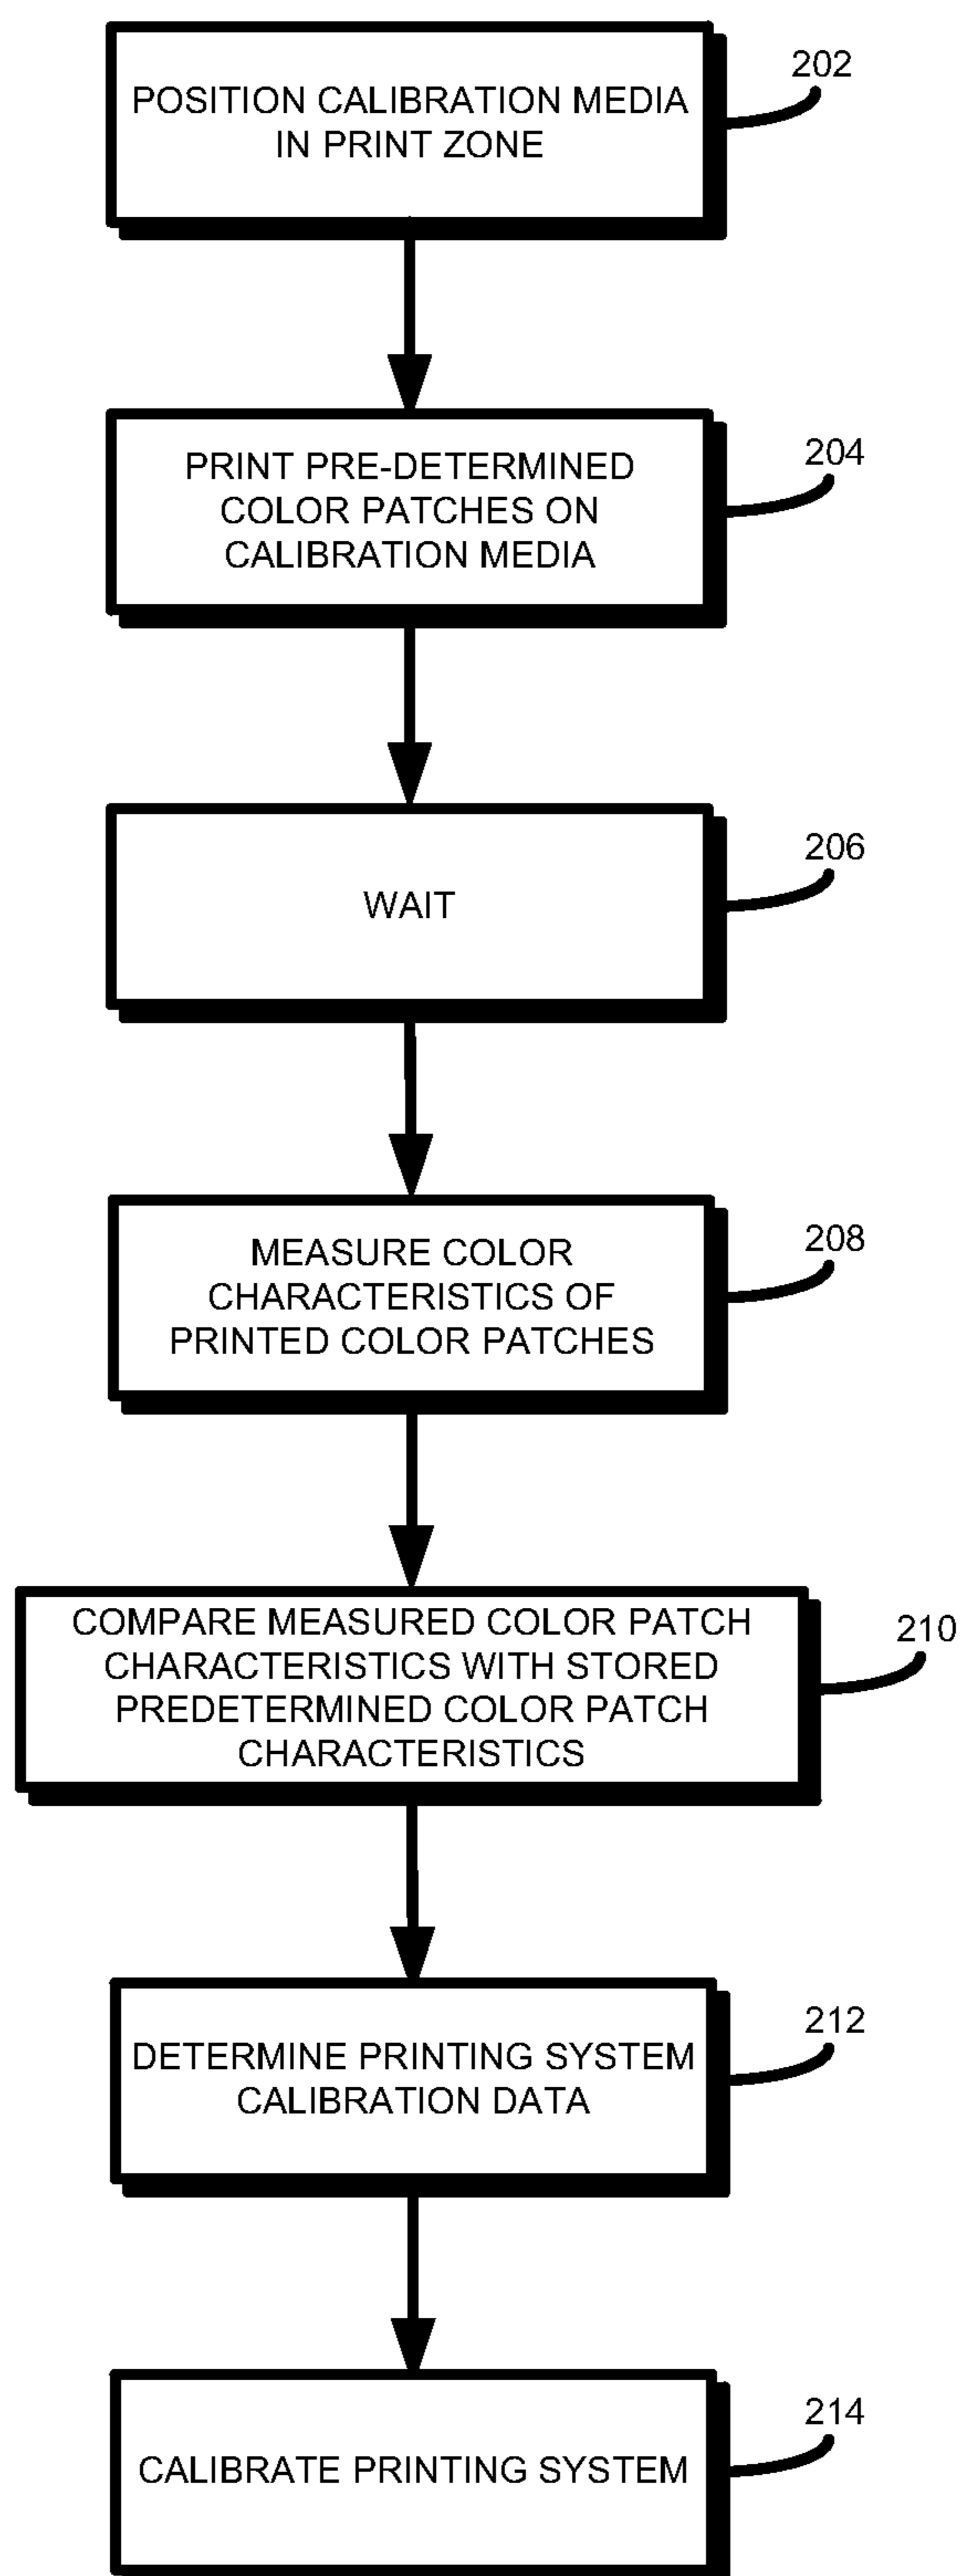 POSITION CALIBRATION MEDIA
IN PRINT ZONE
202
PRINT PRE-DETERMINED
COLOR PATCHES ON
CALIBRATION MEDIA
204
WAIT
206
MEASURE COLOR
CHARACTERISTICS OF
PRINTED COLOR PATCHES
208
COMPARE MEASURED COLOR PATCH
CHARACTERISTICS WITH STORED
PREDETERMINED COLOR PATCH
CHARACTERISTICS
210
DETERMINE PRINTING SYSTEM
CALIBRATION DATA
212
CALIBRATE PRINTING SYSTEM
214